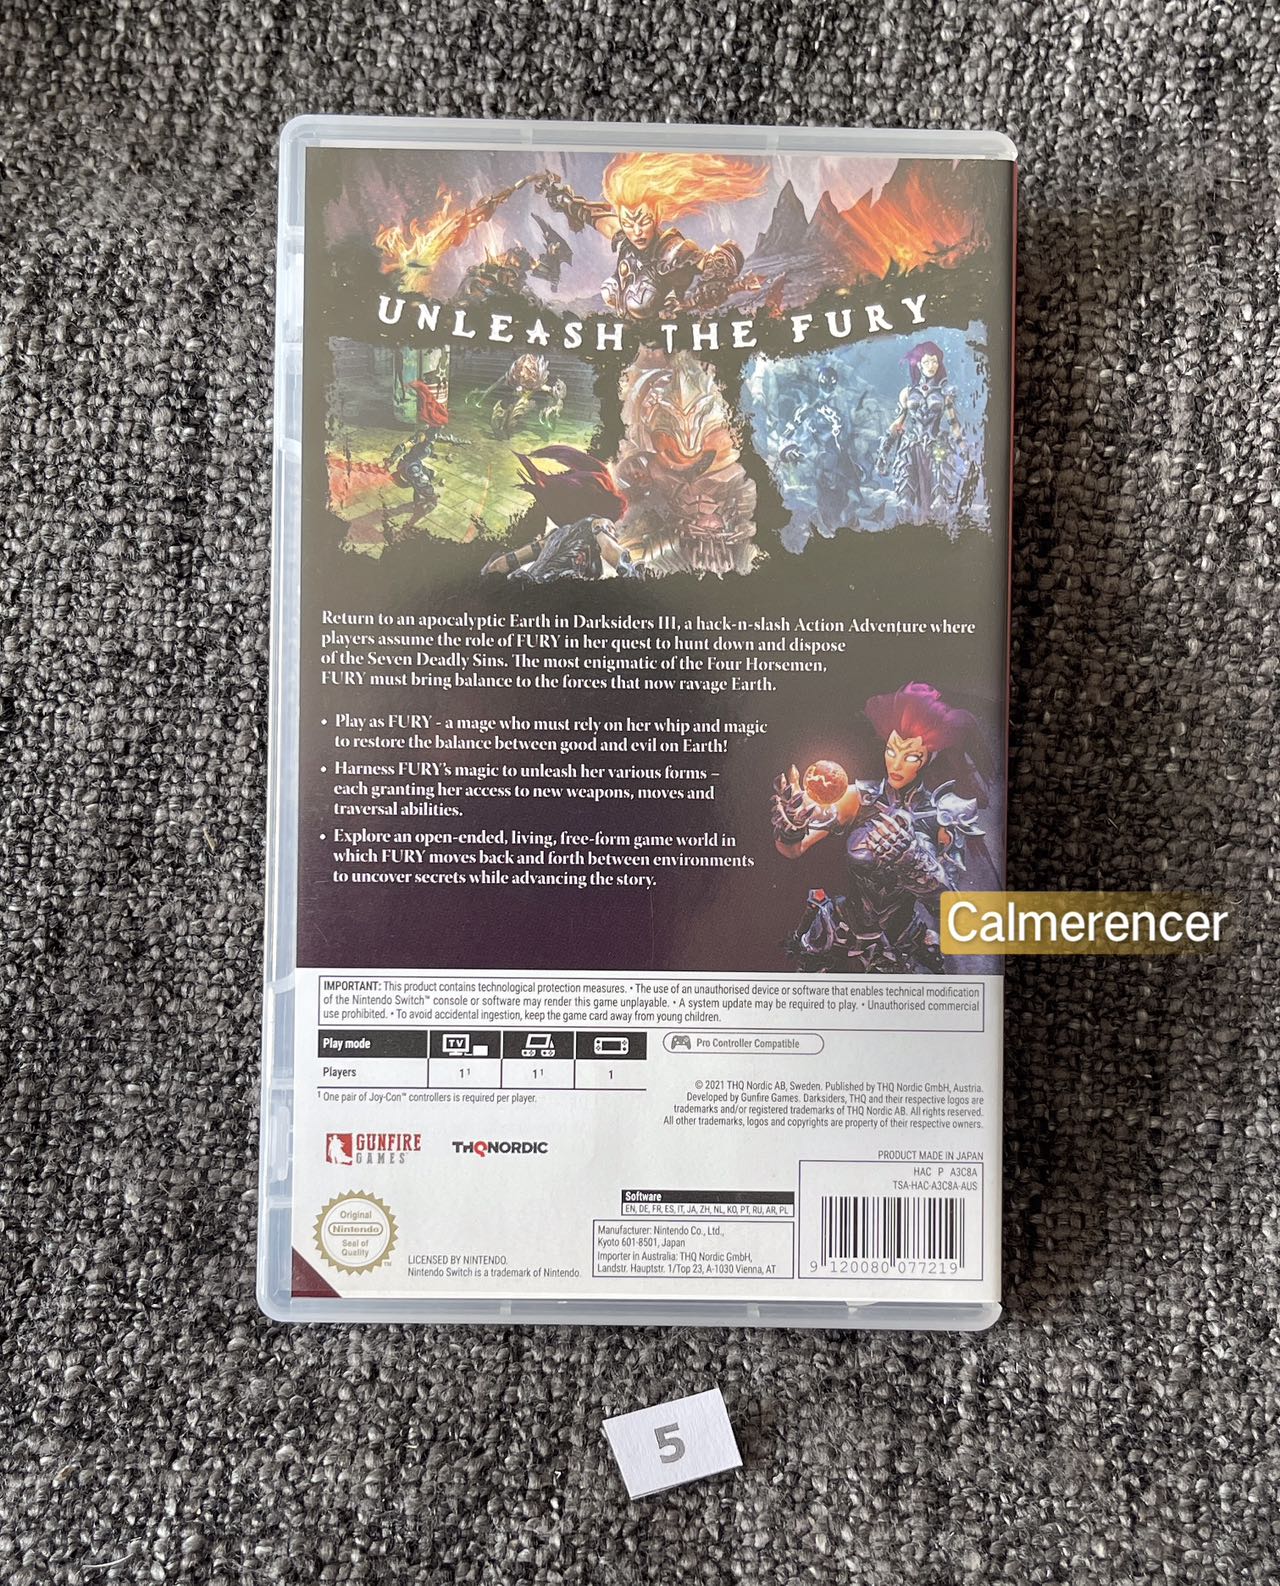 UNLEASH THE FURY
Return to an apocalyptic Earth in Darksiders III, a hack-n-slash Action Adventure where
players assume the role of FURY in her quest to hunt down and dispose
of the Seven Deadly Sins. The most enigmatic of the Four Horsemen,
FURY must bring balance to the forces that now ravage Earth.
• Play as FURY - a mage who must rely on her whip and magic
to restore the balance between good and evil on Earth!
• Harness FURY's magic to unleash her various forms –
each granting her access to new weapons, moves and
traversal abilities.
• Explore an open-ended, living, free-form game world in
which FURY moves back and forth between environments
to uncover secrets while advancing the story.
Calmerencer
IMPORTANT: This product contains technological protection measures. • The use of an unauthorised device or software that enables technical modification
of the Nintendo Switch™ console or software may render this game unplayable. • A system update may be required to play. • Unauthorised commercial
use prohibited. • To avoid accidental ingestion, keep the game card away from young children.
Play mode TV
Players 1¹ 1¹ 1
¹ One pair of Joy-Con™ controllers is required per player.
Pro Controller Compatible
© 2021 THQ Nordic AB, Sweden. Published by THQ Nordic GmbH, Austria.
Developed by Gunfire Games. Darksiders, THQ and their respective logos are
trademarks and/or registered trademarks of THQ Nordic AB. All rights reserved.
All other trademarks, logos and copyrights are property of their respective owners.
GUNFIRE
GAMES
THQNORDIC
PRODUCT MADE IN JAPAN
HAC P A3C8A
TSA-HAC-A3C8A-AUS
Software
EN, DE, FR, ES, IT, JA, ZH, NL, KO, PT, RU, AR, PL
Manufacturer: Nintendo Co., Ltd.,
Kyoto 601-8501, Japan
Importer in Australia: THQ Nordic GmbH,
Landstr. Hauptstr. 1/Top 23, A-1030 Vienna, AT
9 120080 077219
Original
Nintendo
Seal of
Quality
TM
LICENSED BY NINTENDO.
Nintendo Switch is a trademark of Nintendo.
5